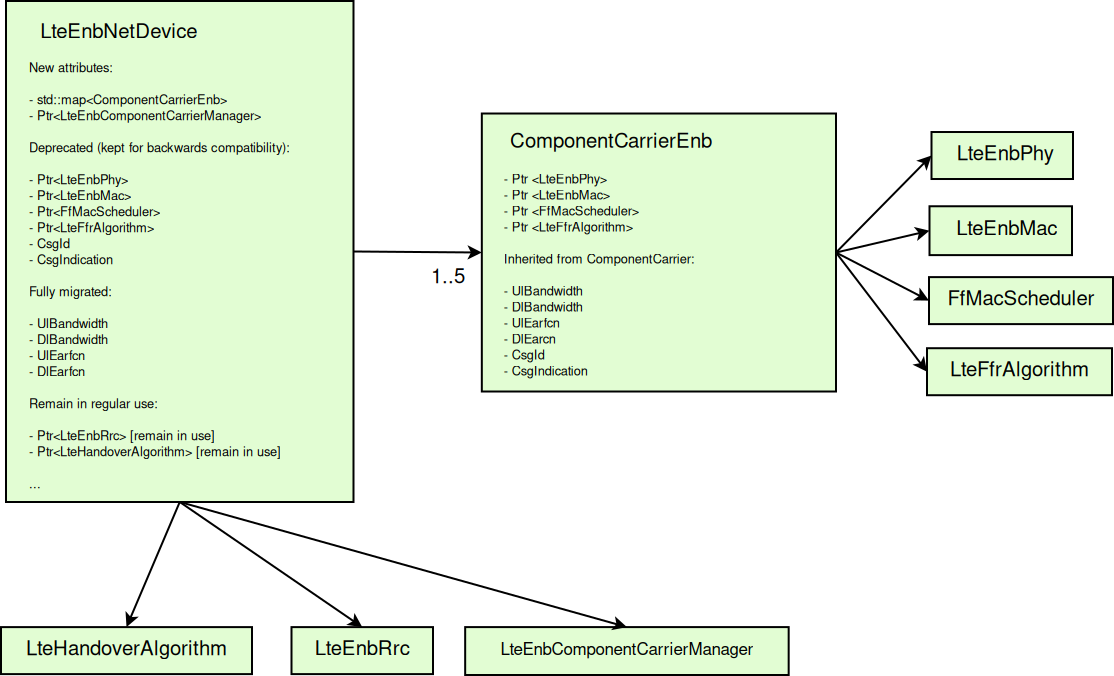 LteEnbNetDevice
New attributes:
- std::map<ComponentCarrierEnb>
- Ptr<LteEnbComponentCarrierManager>
Deprecated (kept for backwards compatibility):
- Ptr<LteEnbPhy>
- Ptr<LteEnbMac>
- Ptr<FfMacScheduler>
- Ptr<LteFfrAlgorithm>
- CsgId
- CsgIndication
Fully migrated:
- UlBandwidth
- DlBandwidth
- UlEarfcn
- DlEarfcn
Remain in regular use:
- Ptr<LteEnbRrc> [remain in use]
- Ptr<LteHandoverAlgorithm> [remain in use]
...
1..5
ComponentCarrierEnb
- Ptr <LteEnbPhy>
- Ptr <LteEnbMac>
- Ptr <FfMacScheduler>
- Ptr <LteFfrAlgorithm>
Inherited from ComponentCarrier:
- UlBandwidth
- DlBandwidth
- UlEarfcn
- DlEarcn
- CsgId
- CsgIndication
LteEnbPhy
LteEnbMac
FfMacScheduler
LteFfrAlgorithm
LteHandoverAlgorithm
LteEnbRrc
LteEnbComponentCarrierManager